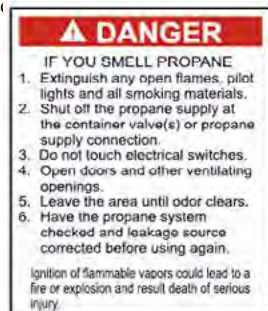 DANGER
IF YOU SMELL PROPANE
1. Extinguish any open flames, pilot
lights and all smoking materials.
2. Shut off the propane supply at
the container valve(s) or propane
supply connection.
3. Do not touch electrical switches.
4. Open doors and other ventilating
openings.
5. Leave the area until odor clears.
6. Have the propane system
checked and leakage source
corrected before using again.
Ignition of flammable vapors could lead to a
fire or explosion and result death of serious
injury.